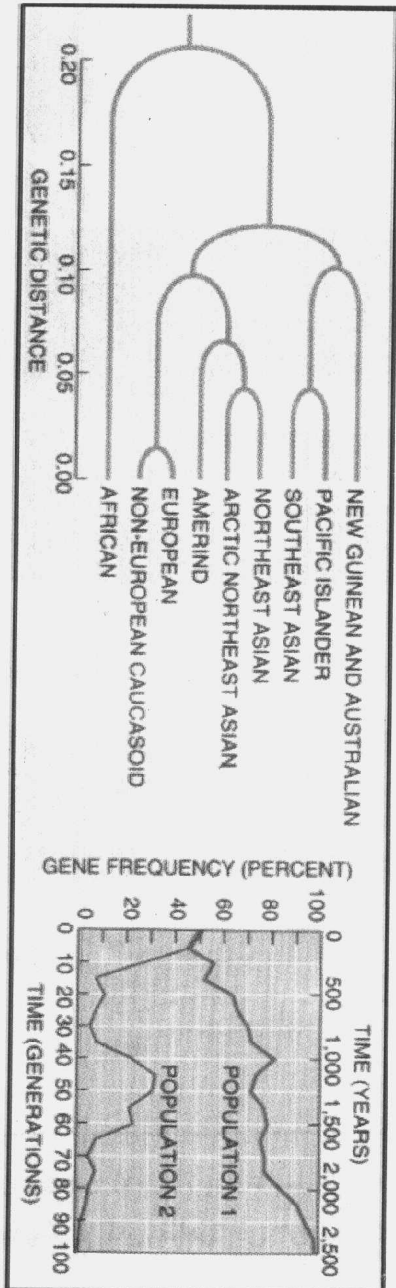 NEW GUINEAN AND AUSTRALIAN
PACIFIC ISLANDER
SOUTHEAST ASIAN
NORTHEAST ASIAN
ARCTIC NORTHEAST ASIAN
AMERIND
EUROPEAN
NON-EUROPEAN CAUCASOID
AFRICAN
0.20 0.15 0.10 0.05 0.00
GENETIC DISTANCE
TIME (YEARS)
0 500 1,000 1,500 2,000 2,500
GENE FREQUENCY (PERCENT)
100
80
60
40
20
0
POPULATION 1
POPULATION 2
0 10 20 30 40 50 60 70 80 90 100
TIME (GENERATIONS)